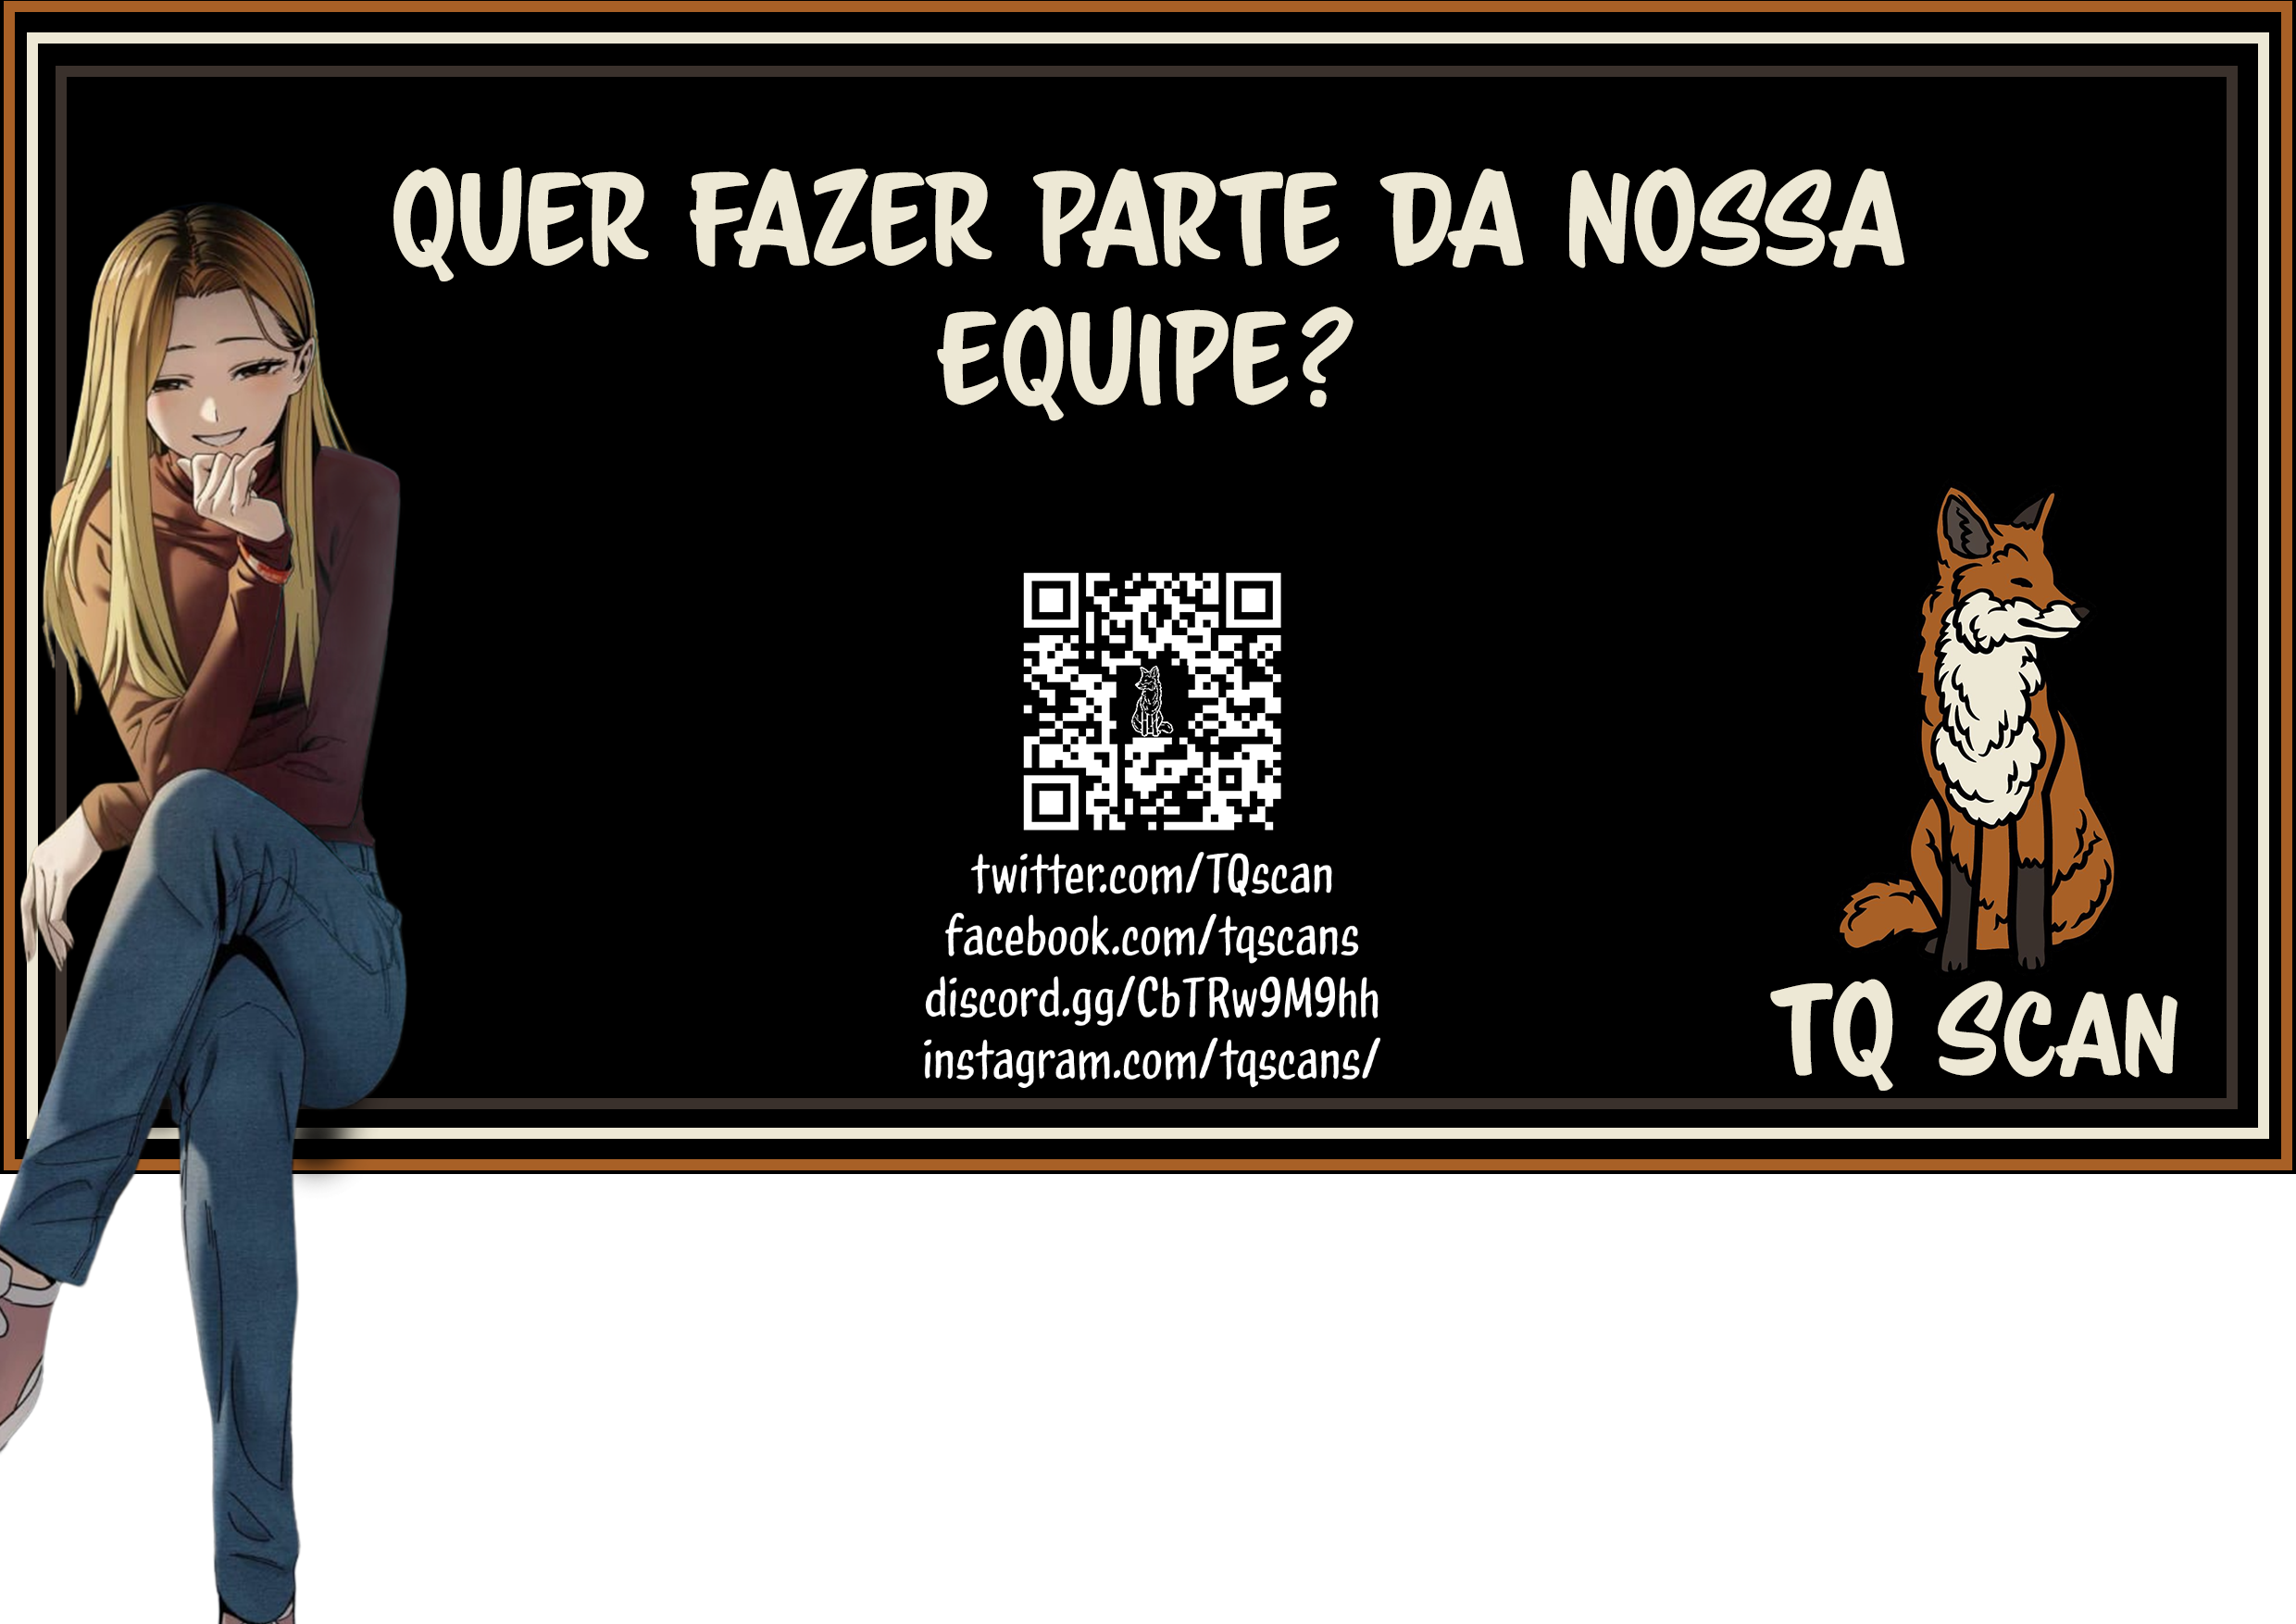 QUER FAZER PARTE DA NOSSA
EQUIPE?
twitter.com/TQscan
facebook.com/tqscans
discord.gg/CbTRw9M9hh
instagram.com/tqscans/
TQ SCAN